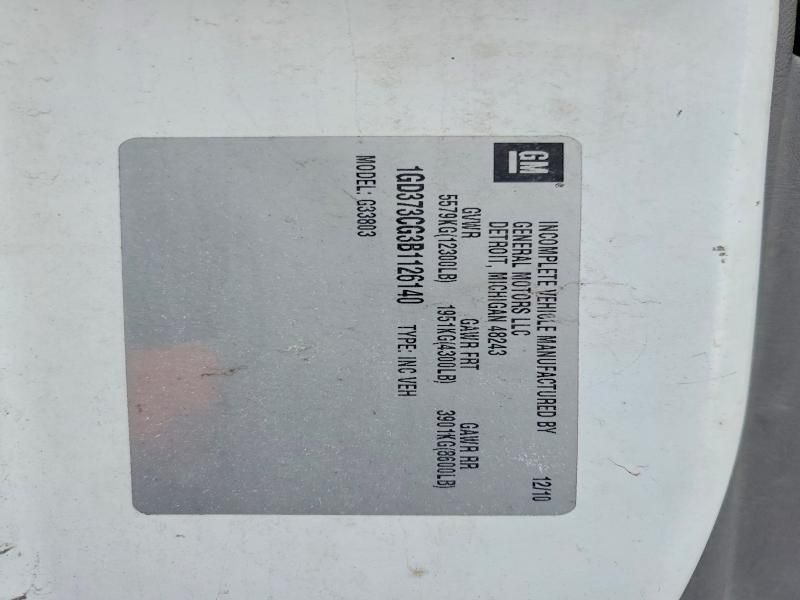 GM
INCOMPLETE VEHICLE MANUFACTURED BY 12/10
GENERAL MOTORS LLC
DETROIT, MICHIGAN 48243
GVWR GAWR FRT GAWR RR
5579KG(12300LB) 1951KG(4300LB) 3901KG(8600LB)
1GD373CG3B1126140 TYPE: INC VEH
MODEL: G33803